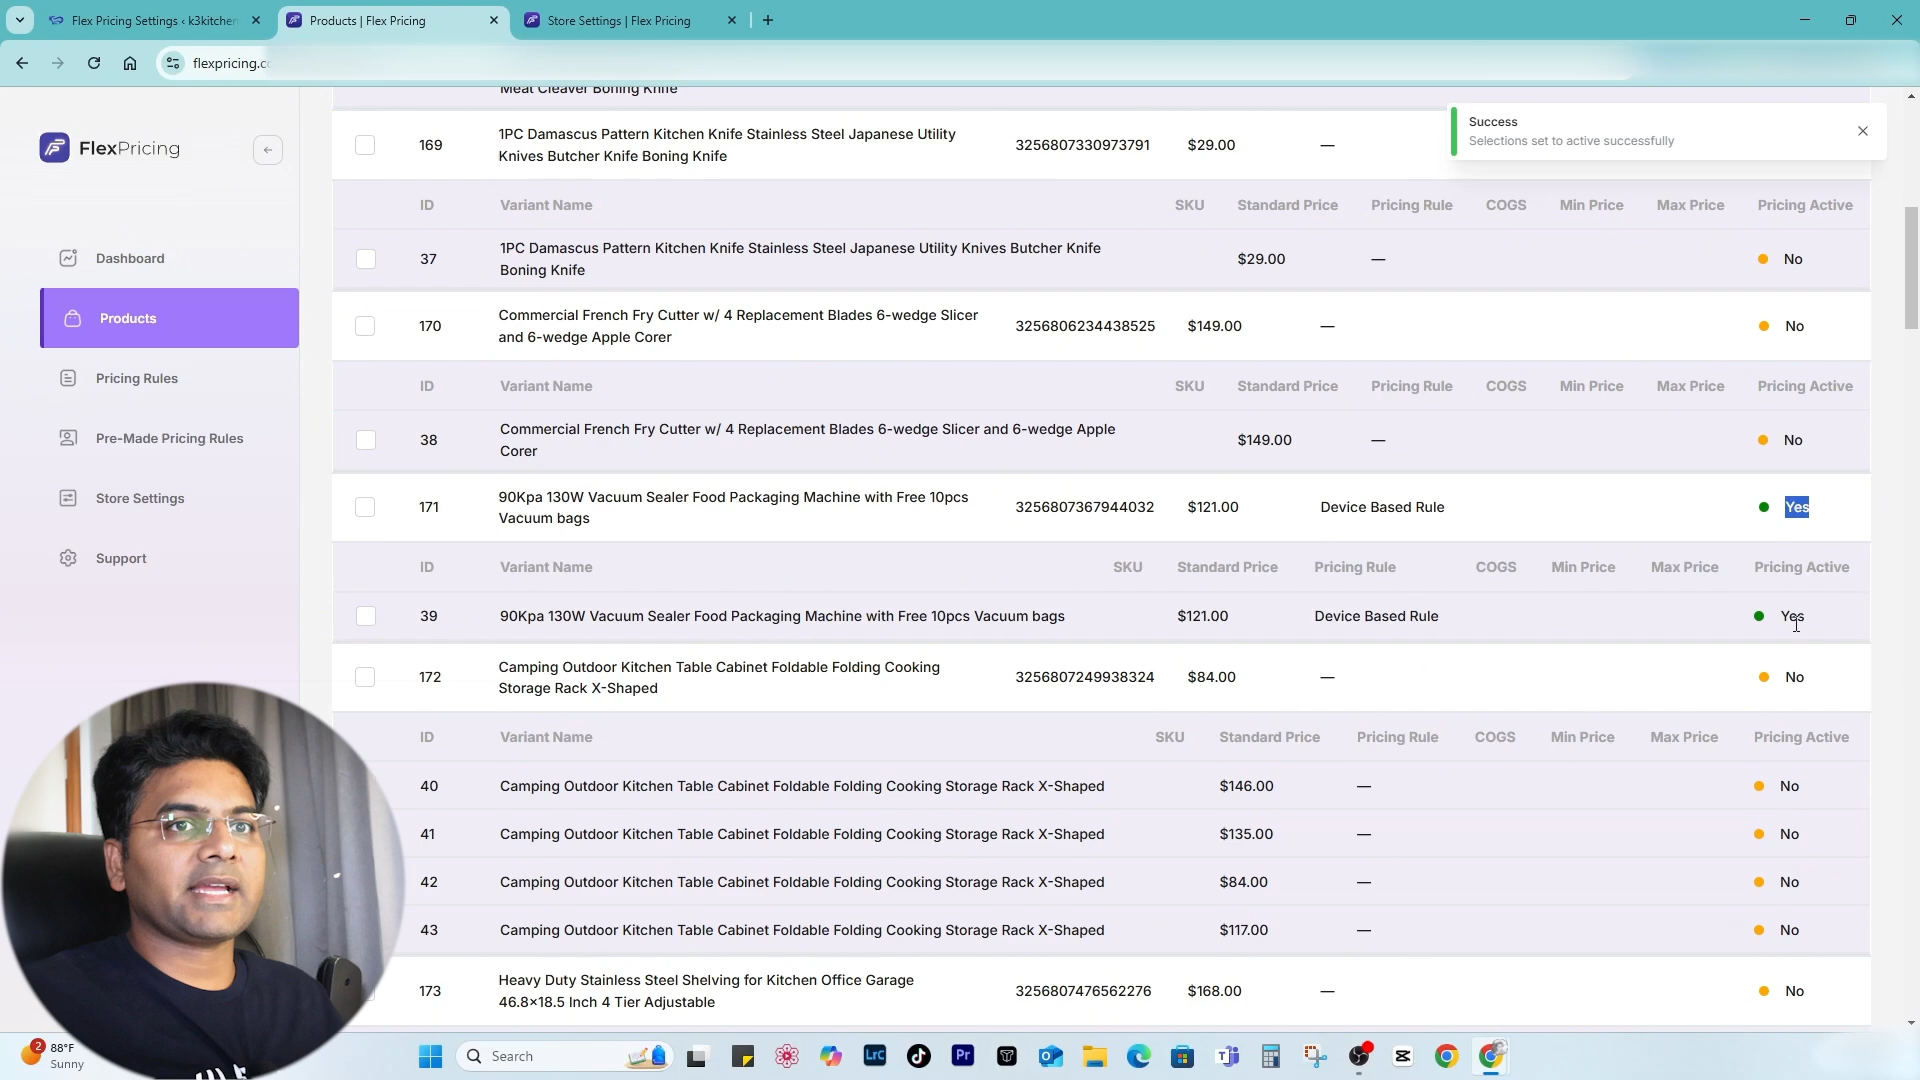 Flex Pricing Settings ‹ k3kitchen
Products | Flex Pricing
Store Settings | Flex Pricing
flexpricing.c
Meat Cleaver Boning Knife
Success
Selections set to active successfully
FlexPricing
Dashboard
Products
Pricing Rules
Pre-Made Pricing Rules
Store Settings
Support
169 1PC Damascus Pattern Kitchen Knife Stainless Steel Japanese Utility 3256807330973791 $29.00 —
Knives Butcher Knife Boning Knife
ID Variant Name SKU Standard Price Pricing Rule COGS Min Price Max Price Pricing Active
37 1PC Damascus Pattern Kitchen Knife Stainless Steel Japanese Utility Knives Butcher Knife $29.00 — No
Boning Knife
170 Commercial French Fry Cutter w/ 4 Replacement Blades 6-wedge Slicer 3256806234438525 $149.00 — No
and 6-wedge Apple Corer
ID Variant Name SKU Standard Price Pricing Rule COGS Min Price Max Price Pricing Active
38 Commercial French Fry Cutter w/ 4 Replacement Blades 6-wedge Slicer and 6-wedge Apple $149.00 — No
Corer
171 90Kpa 130W Vacuum Sealer Food Packaging Machine with Free 10pcs 3256807367944032 $121.00 Device Based Rule Yes
Vacuum bags
ID Variant Name SKU Standard Price Pricing Rule COGS Min Price Max Price Pricing Active
39 90Kpa 130W Vacuum Sealer Food Packaging Machine with Free 10pcs Vacuum bags $121.00 Device Based Rule Yes
172 Camping Outdoor Kitchen Table Cabinet Foldable Folding Cooking 3256807249938324 $84.00 — No
Storage Rack X-Shaped
ID Variant Name SKU Standard Price Pricing Rule COGS Min Price Max Price Pricing Active
40 Camping Outdoor Kitchen Table Cabinet Foldable Folding Cooking Storage Rack X-Shaped $146.00 — No
41 Camping Outdoor Kitchen Table Cabinet Foldable Folding Cooking Storage Rack X-Shaped $135.00 — No
42 Camping Outdoor Kitchen Table Cabinet Foldable Folding Cooking Storage Rack X-Shaped $84.00 — No
43 Camping Outdoor Kitchen Table Cabinet Foldable Folding Cooking Storage Rack X-Shaped $117.00 — No
173 Heavy Duty Stainless Steel Shelving for Kitchen Office Garage 3256807476562276 $168.00 — No
46.8×18.5 Inch 4 Tier Adjustable
2
88°F
Sunny
Search
LrC
Pr